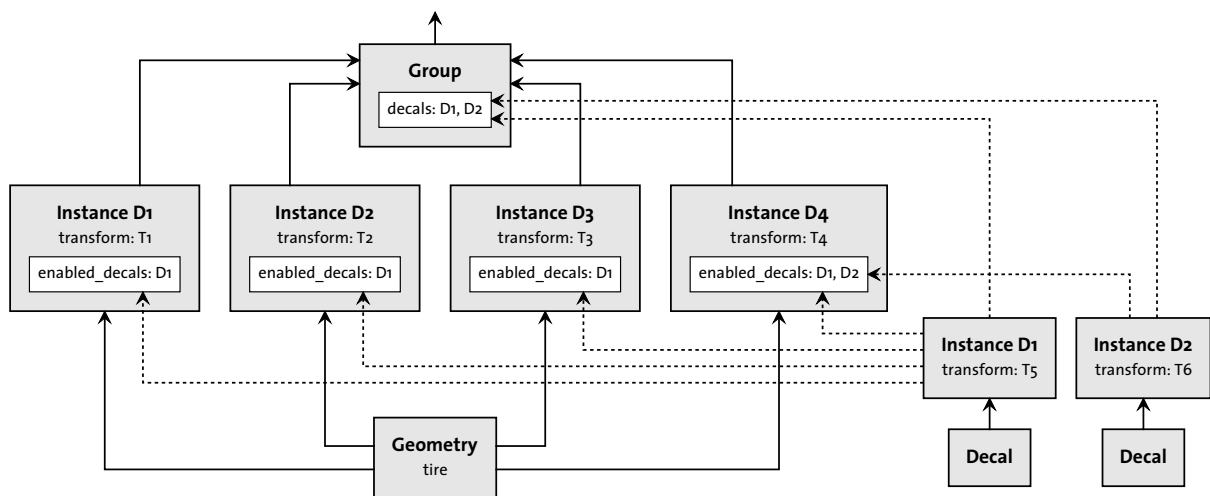 Group
decals: D1, D2
Instance D1
transform: T1
enabled_decals: D1
Instance D2
transform: T2
enabled_decals: D1
Instance D3
transform: T3
enabled_decals: D1
Instance D4
transform: T4
enabled_decals: D1, D2
Instance D1
transform: T5
Instance D2
transform: T6
Geometry
tire
Decal
Decal